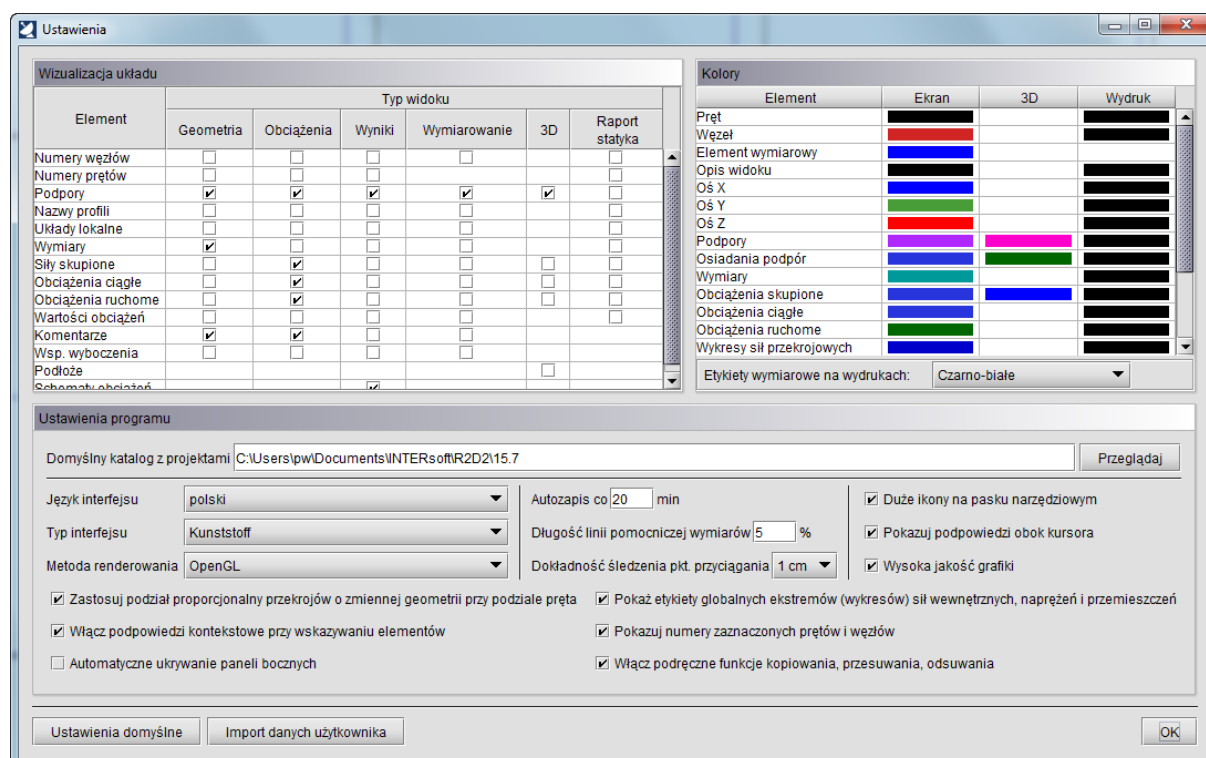 Ustawienia
Wizualizacja układu
Element
Typ widoku
Geometria Obciążenia Wyniki Wymiarowanie 3D Raport statyka
Numery węzłów
Numery prętów
Podpory
Nazwy profili
Układy lokalne
Wymiary
Siły skupione
Obciążenia ciągłe
Obciążenia ruchome
Wartości obciążeń
Komentarze
Wsp. wyboczenia
Podłoże
Schematy obciążeń
Kolory
Element Ekran 3D Wydruk
Pręt
Węzeł
Element wymiarowy
Opis widoku
Oś X
Oś Y
Oś Z
Podpory
Osiadania podpór
Wymiary
Obciążenia skupione
Obciążenia ciągłe
Obciążenia ruchome
Wykresy sił przekrojowych
Etykiety wymiarowe na wydrukach: Czarno-białe
Ustawienia programu
Domyślny katalog z projektami C:\Users\pw\Documents\INTERsoft\R2D2\15.7 Przeglądaj
Język interfejsu polski
Typ interfejsu Kunststoff
Metoda renderowania OpenGL
Autozapis co 20 min
Długość linii pomocniczej wymiarów 5 %
Dokładność śledzenia pkt. przyciągania 1 cm
Duże ikony na pasku narzędziowym
Pokazuj podpowiedzi obok kursora
Wysoka jakość grafiki
Zastosuj podział proporcjonalny przekrojów o zmiennej geometrii przy podziale pręta
Włącz podpowiedzi kontekstowe przy wskazywaniu elementów
Automatyczne ukrywanie paneli bocznych
Pokaż etykiety globalnych ekstremów (wykresów) sił wewnętrznych, naprężeń i przemieszczeń
Pokazuj numery zaznaczonych prętów i węzłów
Włącz podręczne funkcje kopiowania, przesuwania, odsuwania
Ustawienia domyślne Import danych użytkownika OK